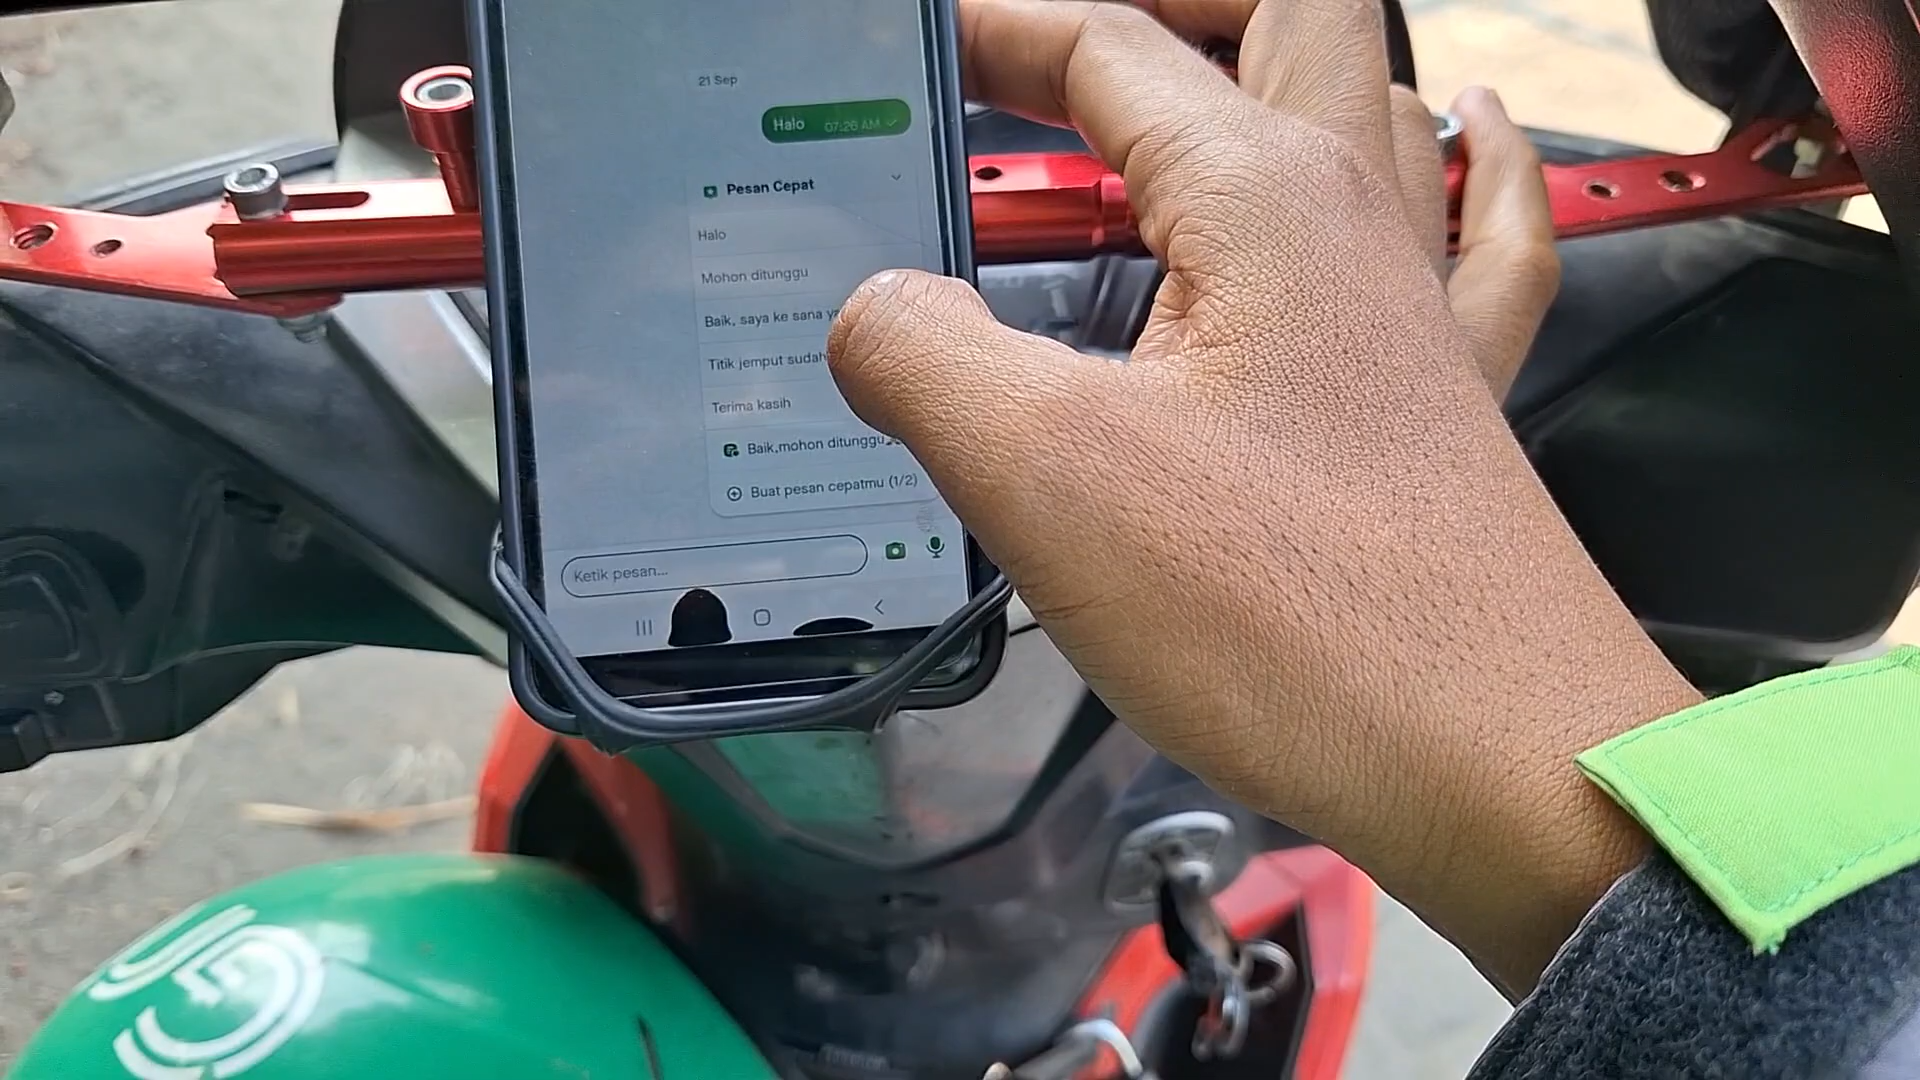 21 Sep
Halo 07:26 AM
Pesan Cepat
Halo
Mohon ditunggu
Baik, saya ke sana
Titik jemput sudah
Terima kasih
Baik,mohon ditunggu
Buat pesan cepatmu (1/2)
Ketik pesan...